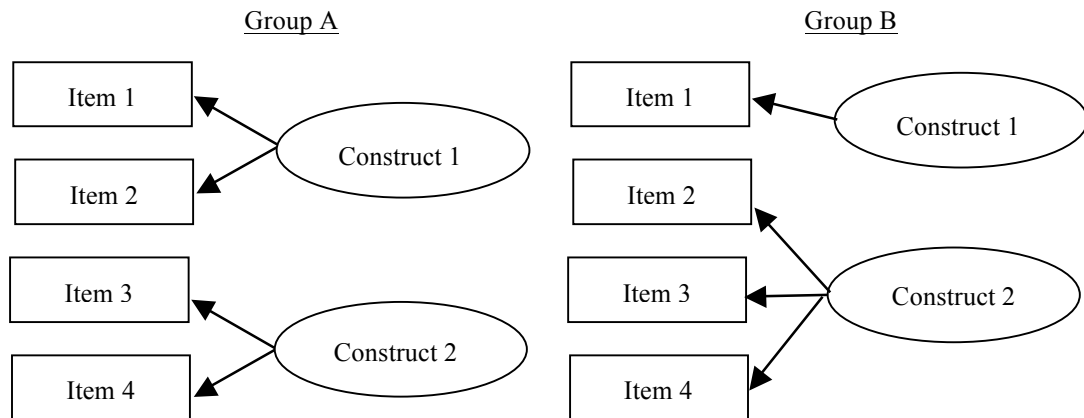 Group A
Item 1
Item 2
Construct 1
Item 3
Item 4
Construct 2
Group B
Item 1
Construct 1
Item 2
Item 3
Item 4
Construct 2